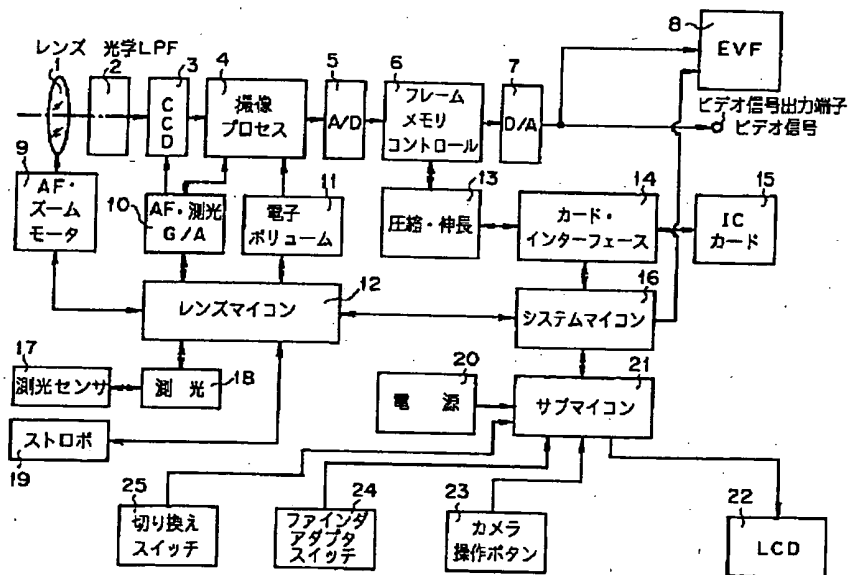 レンズ 光学LPF
1
2
3
4
5
6
7
8
CCD
撮像
プロセス
A/D
フレーム
メモリ
コントロール
D/A
EVF
ビデオ信号出力端子
ビデオ信号
9
AF・
ズーム
モータ
10
AF・測光
G/A
11
電子
ボリューム
13
圧縮・伸長
14
カード・
インターフェース
15
IC
カード
12
レンズマイコン
16
システムマイコン
17
測光センサ
測 光
18
ストロボ
19
20
電 源
21
サブマイコン
25
切り換え
スイッチ
24
ファインダ
アダプタ
スイッチ
23
カメラ
操作ボタン
22
LCD